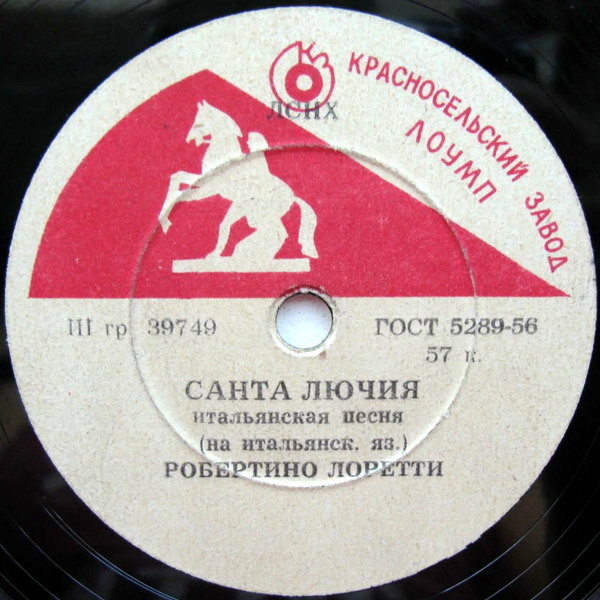 ЛСНХ
КРАСНОСЕЛЬСКИЙ ЗАВОД
ЛОУМП
III гр 39749
ГОСТ 5289-56
57 к.
САНТА ЛЮЧИЯ
итальянская песня
(на итальянск. яз.)
РОБЕРТИНО ЛОРЕТТИ